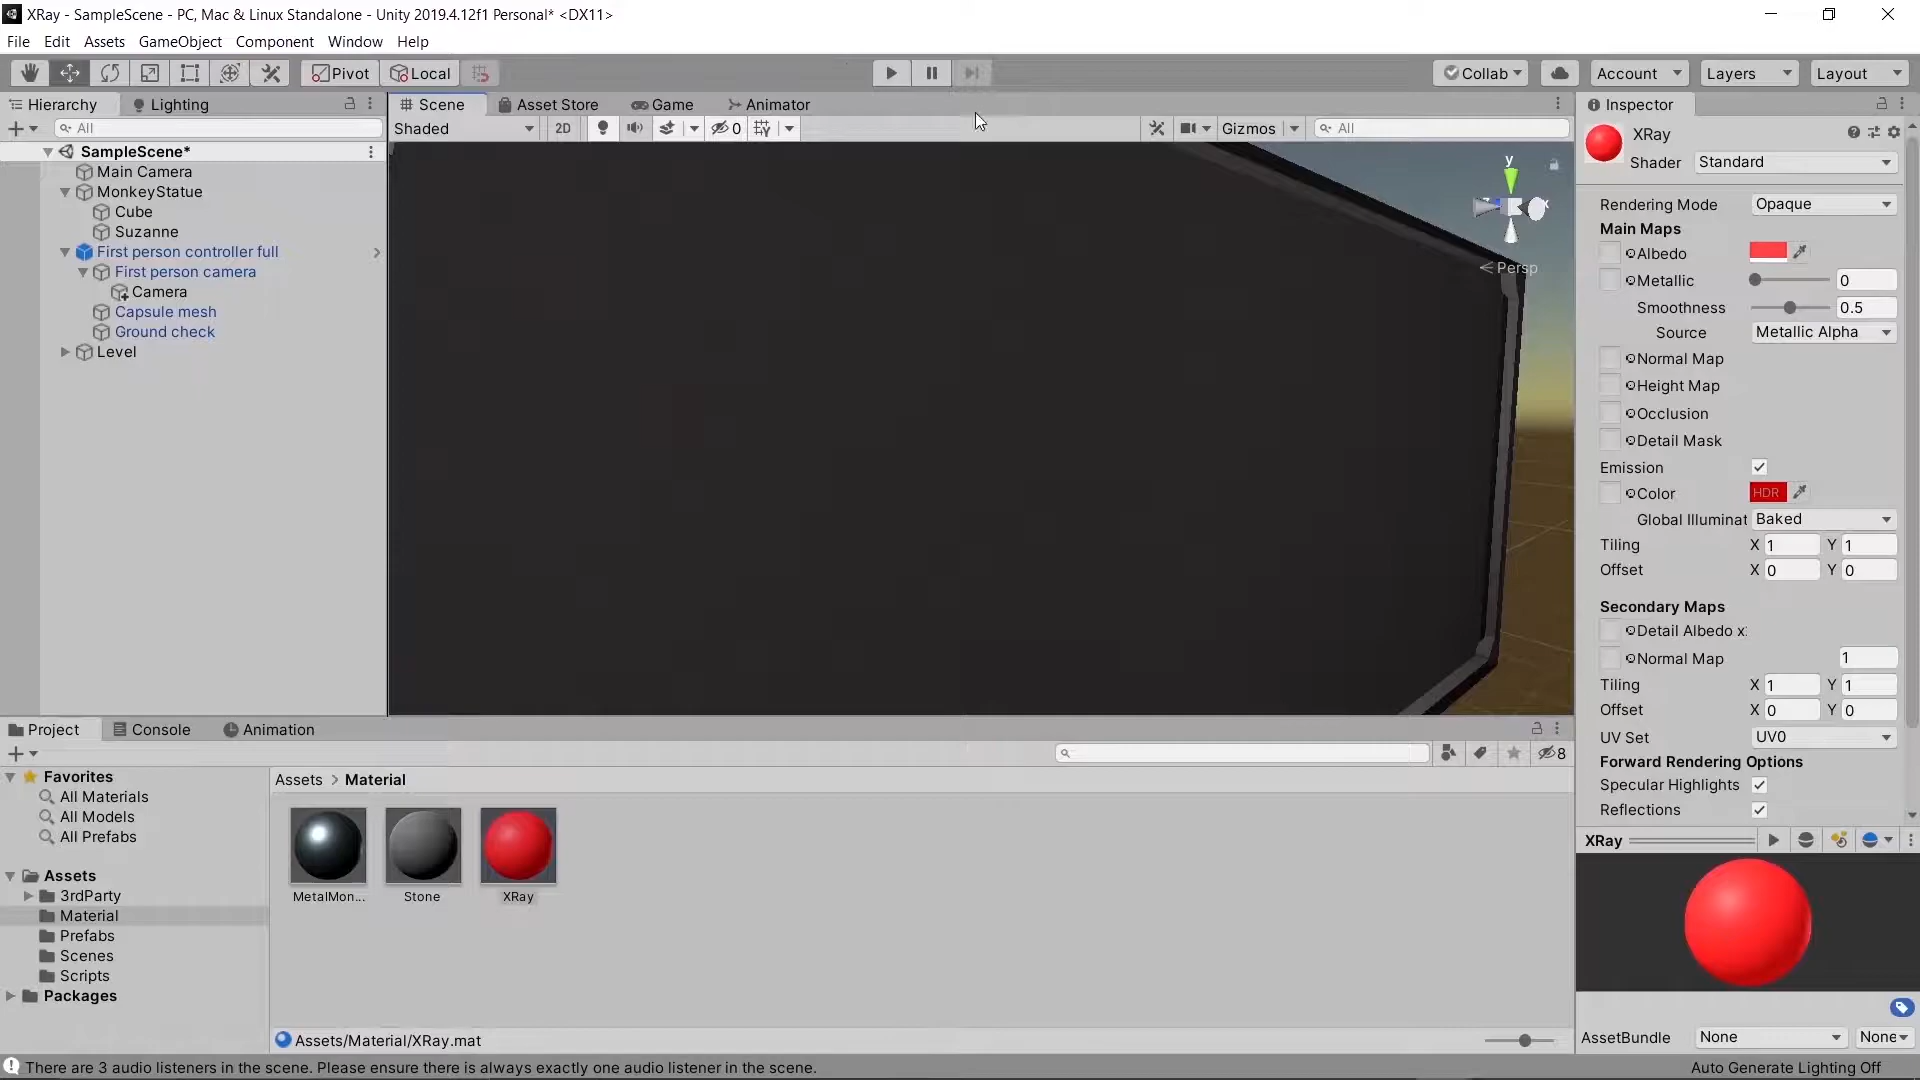 XRay - SampleScene - PC, Mac & Linux Standalone - Unity 2019.4.12f1 Personal* <DX11>
File Edit Assets GameObject Component Window Help
Pivot Local Collab Account Layers Layout
Hierarchy Lighting
All
SampleScene*
Main Camera
MonkeyStatue
Cube
Suzanne
First person controller full
First person camera
Camera
Capsule mesh
Ground check
Level
Scene Asset Store Game Animator
Shaded 2D 0 Gizmos All
y
Persp
Inspector
XRay
Shader Standard
Rendering Mode Opaque
Main Maps
Albedo
Metallic 0
Smoothness 0.5
Source Metallic Alpha
Normal Map
Height Map
Occlusion
Detail Mask
Emission
Color HDR
Global Illuminat Baked
Tiling X 1 Y 1
Offset X 0 Y 0
Secondary Maps
Detail Albedo x
Normal Map 1
Tiling X 1 Y 1
Offset X 0 Y 0
UV Set UV0
Forward Rendering Options
Specular Highlights
Reflections
XRay
AssetBundle None None
Project Console Animation
8
Favorites
All Materials
All Models
All Prefabs
Assets
3rdParty
Material
Prefabs
Scenes
Scripts
Packages
Assets > Material
MetalMon... Stone XRay
Assets/Material/XRay.mat
There are 3 audio listeners in the scene. Please ensure there is always exactly one audio listener in the scene.
Auto Generate Lighting Off